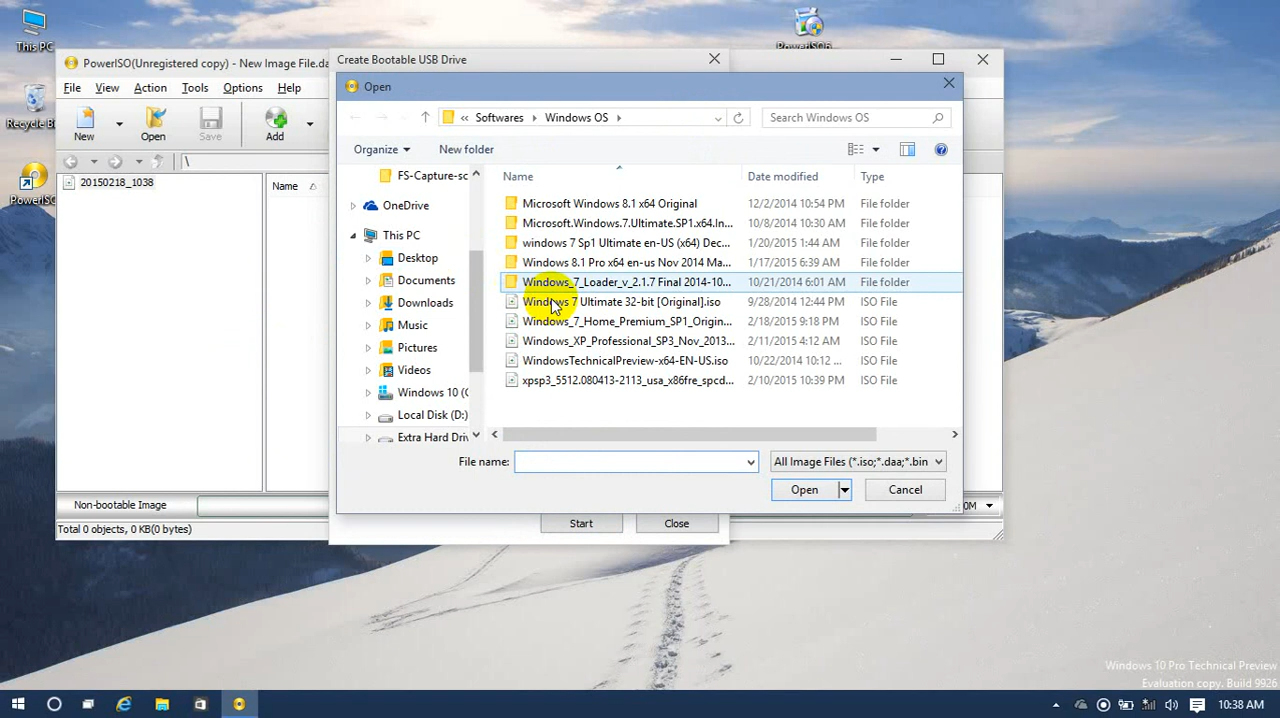 This PC
PowerISO6
Recycle Bi
PowerISO
PowerISO(Unregistered copy) - New Image File.da
File View Action Tools Options Help
New Open Save Add
\
20150218_1038
Name
Non-bootable Image
Total 0 objects, 0 KB(0 bytes)
0M
Create Bootable USB Drive
Start Close
Open
« Softwares Windows OS
Search Windows OS
Organize New folder
FS-Capture-sc
OneDrive
This PC
Desktop
Documents
Downloads
Music
Pictures
Videos
Windows 10 (C
Local Disk (D:)
Extra Hard Driv
Name Date modified Type
Microsoft Windows 8.1 x64 Original 12/2/2014 10:54 PM File folder
Microsoft.Windows.7.Ultimate.SP1.x64.In... 10/8/2014 10:30 AM File folder
windows 7 Sp1 Ultimate en-US (x64) Dec... 1/20/2015 1:44 AM File folder
Windows 8.1 Pro x64 en-us Nov 2014 Ma... 1/17/2015 6:39 AM File folder
Windows_7_Loader_v_2.1.7 Final 2014-10... 10/21/2014 6:01 AM File folder
Windows 7 Ultimate 32-bit [Original].iso 9/28/2014 12:44 PM ISO File
Windows_7_Home_Premium_SP1_Origin... 2/18/2015 9:18 PM ISO File
Windows_XP_Professional_SP3_Nov_2013... 2/11/2015 4:12 AM ISO File
WindowsTechnicalPreview-x64-EN-US.iso 10/22/2014 10:12 ... ISO File
xpsp3_5512.080413-2113_usa_x86fre_spcd... 2/10/2015 10:39 PM ISO File
File name:
All Image Files (*.iso;*.daa;*.bin
Open Cancel
Windows 10 Pro Technical Preview
Evaluation copy. Build 9926
10:38 AM